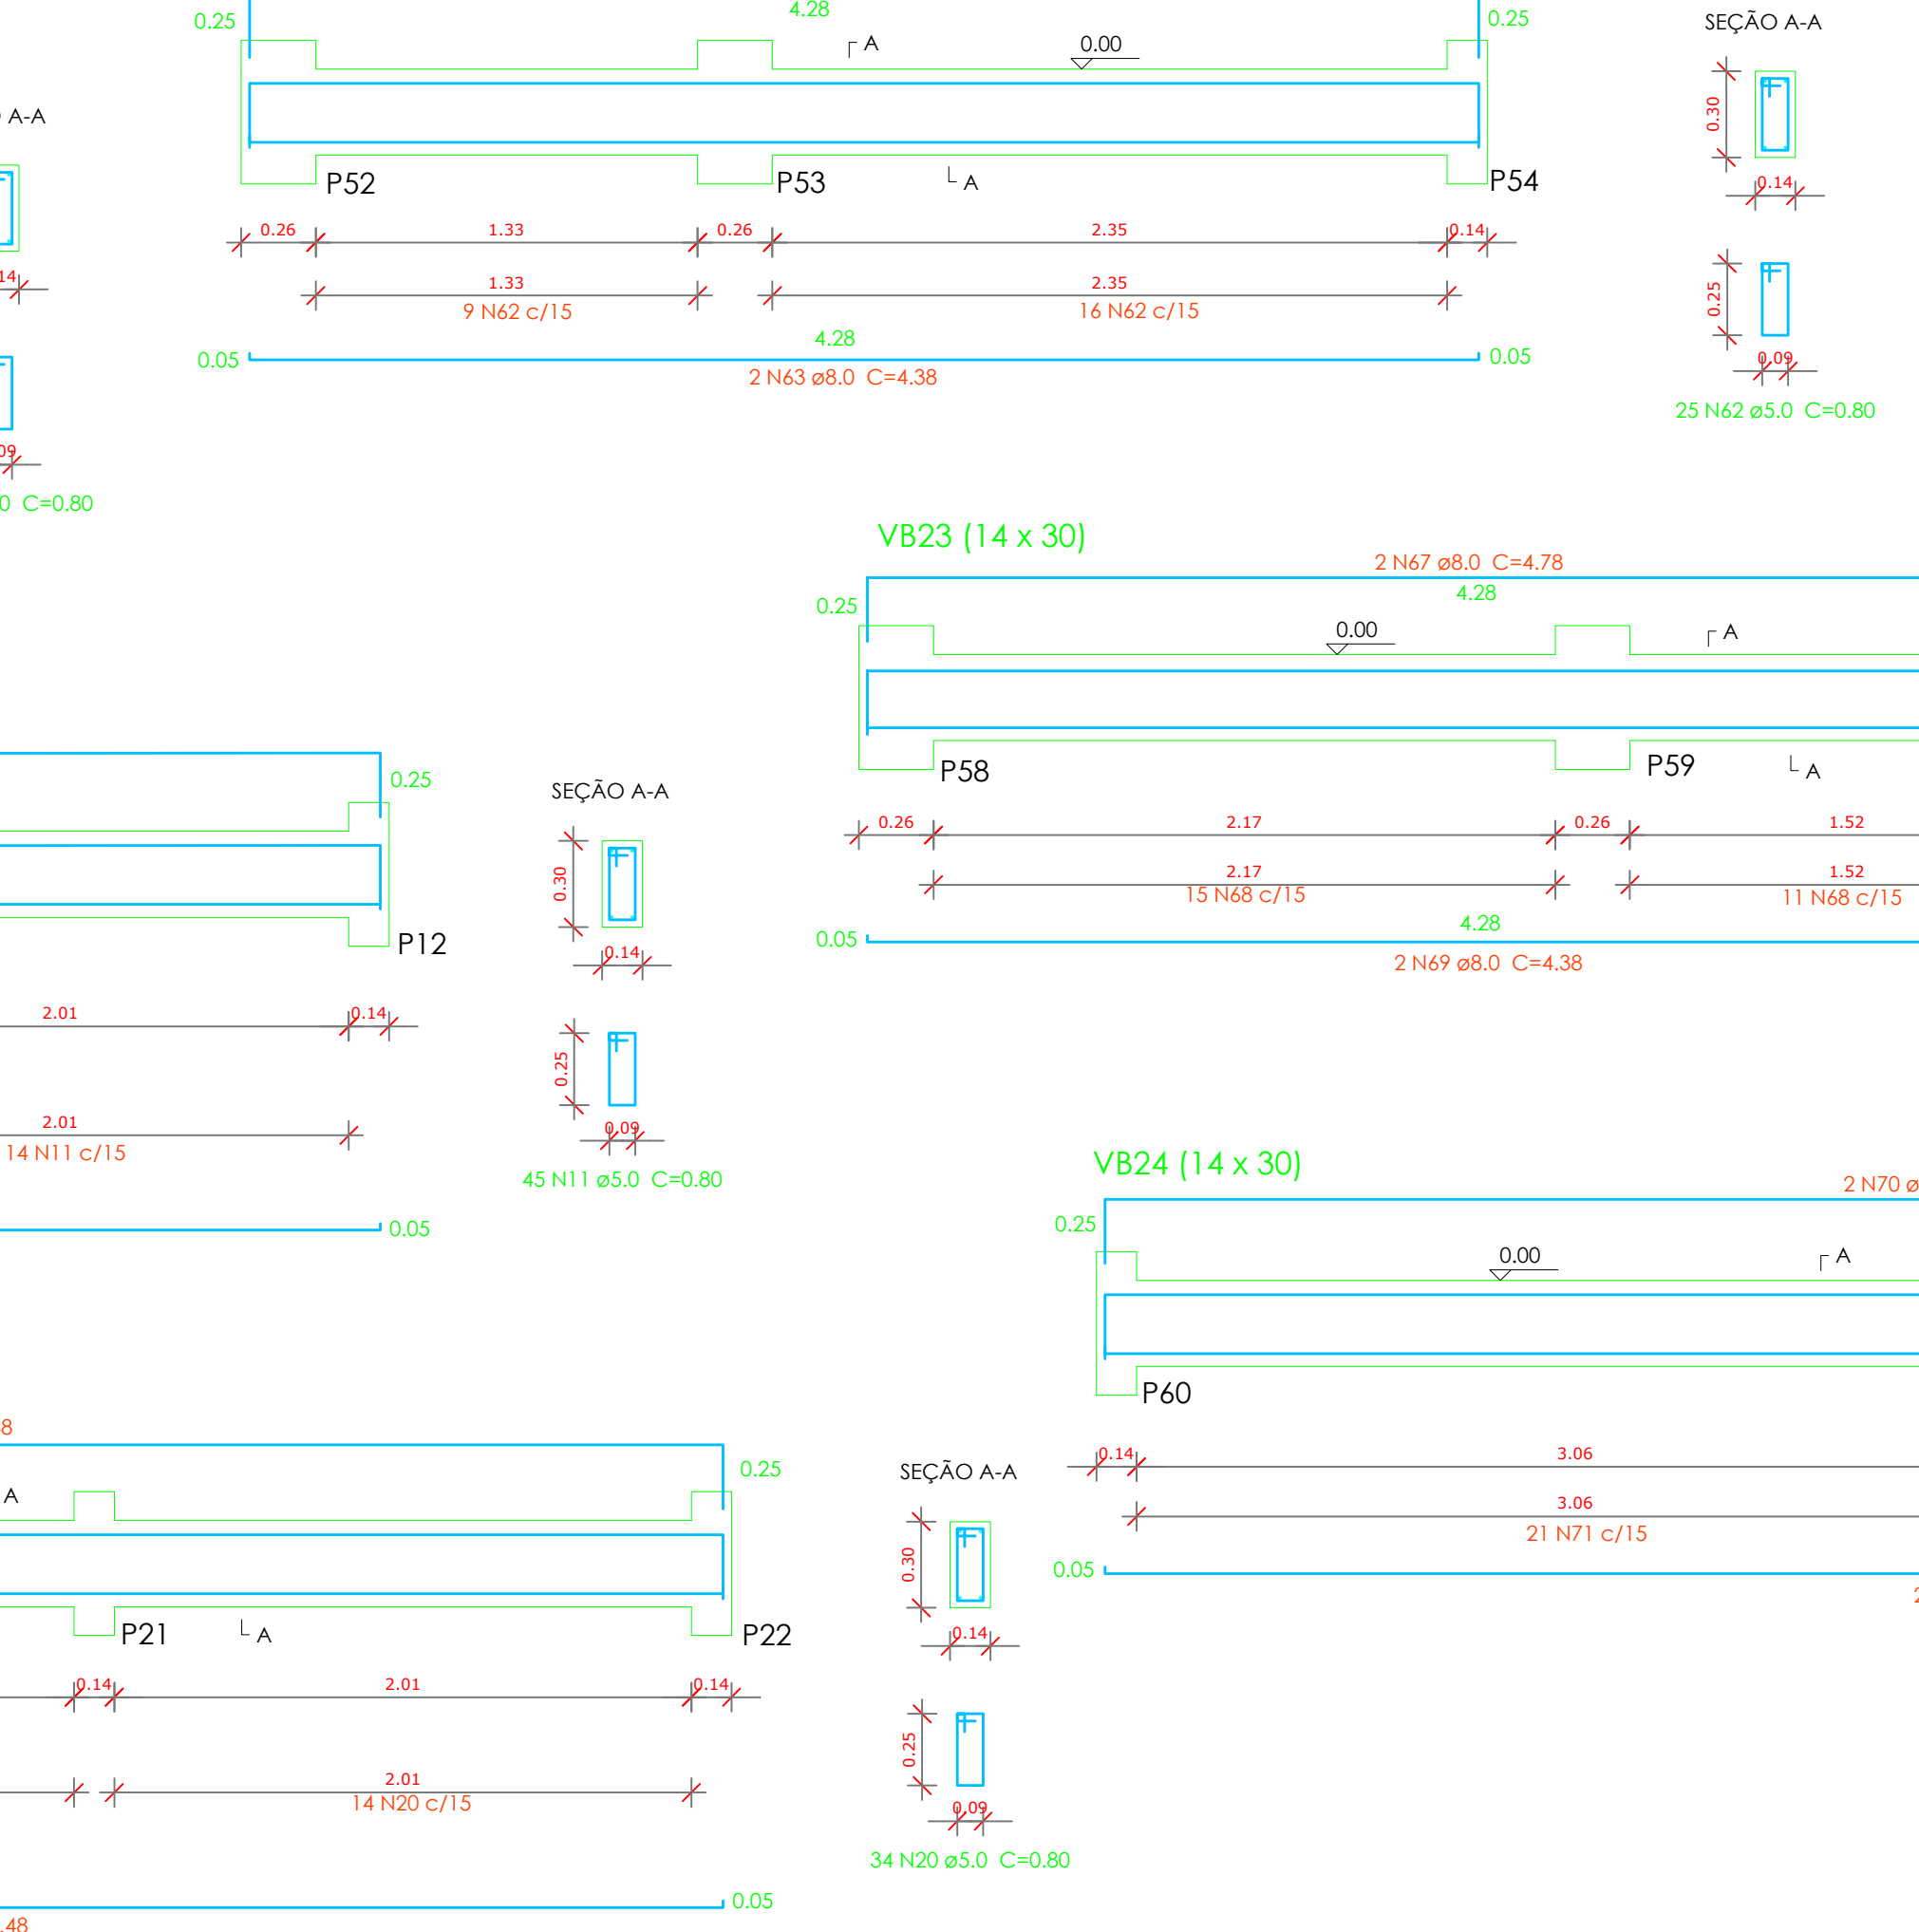 0.25
4.28
0.25
A
0.00
P52
P53
A
P54
0.26
1.33
0.26
2.35
0.14
1.33
2.35
9 N62 c/15
16 N62 c/15
4.28
0.05
0.05
2 N63 ø8.0 C=4.38
SEÇÃO A-A
0.30
0.14
0.25
0.09
25 N62 ø5.0 C=0.80
A-A
14
09
0 C=0.80
VB23 (14 x 30)
2 N67 ø8.0 C=4.78
0.25
4.28
0.00
A
P58
P59
A
0.26
2.17
0.26
1.52
2.17
1.52
15 N68 c/15
11 N68 c/15
4.28
0.05
2 N69 ø8.0 C=4.38
0.25
P12
2.01
0.14
2.01
14 N11 c/15
0.05
SEÇÃO A-A
0.30
0.14
0.25
0.09
45 N11 ø5.0 C=0.80
VB24 (14 x 30)
2 N70 ø
0.25
0.00
A
P60
0.14
3.06
3.06
21 N71 c/15
0.05
2
8
0.25
A
P21
A
P22
0.14
2.01
0.14
2.01
14 N20 c/15
0.05
.48
SEÇÃO A-A
0.30
0.14
0.25
0.09
34 N20 ø5.0 C=0.80